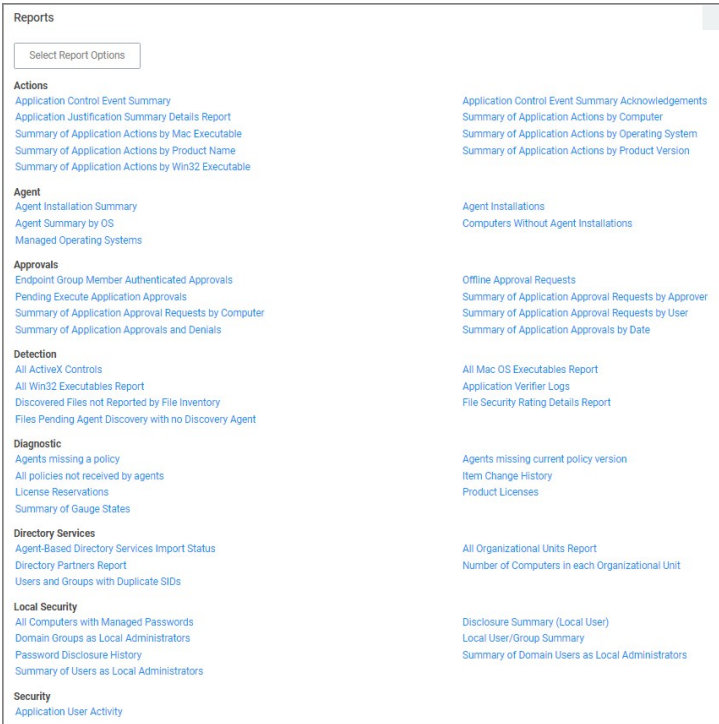 Reports
Select Report Options
Actions
Application Control Event Summary
Application Control Event Summary Acknowledgements
Application Justification Summary Details Report
Summary of Application Actions by Computer
Summary of Application Actions by Mac Executable
Summary of Application Actions by Operating System
Summary of Application Actions by Product Name
Summary of Application Actions by Product Version
Summary of Application Actions by Win32 Executable
Agent
Agent Installation Summary
Agent Installations
Agent Summary by OS
Computers Without Agent Installations
Managed Operating Systems
Approvals
Endpoint Group Member Authenticated Approvals
Offline Approval Requests
Pending Execute Application Approvals
Summary of Application Approval Requests by Approver
Summary of Application Approval Requests by Computer
Summary of Application Approval Requests by User
Summary of Application Approvals and Denials
Summary of Application Approvals by Date
Detection
All ActiveX Controls
All Mac OS Executables Report
All Win32 Executables Report
Application Verifier Logs
Discovered Files not Reported by File Inventory
File Security Rating Details Report
Files Pending Agent Discovery with no Discovery Agent
Diagnostic
Agents missing a policy
Agents missing current policy version
All policies not received by agents
Item Change History
License Reservations
Product Licenses
Summary of Gauge States
Directory Services
Agent-Based Directory Services Import Status
All Organizational Units Report
Directory Partners Report
Number of Computers in each Organizational Unit
Users and Groups with Duplicate SIDs
Local Security
All Computers with Managed Passwords
Disclosure Summary (Local User)
Domain Groups as Local Administrators
Local User/Group Summary
Password Disclosure History
Summary of Domain Users as Local Administrators
Summary of Users as Local Administrators
Security
Application User Activity